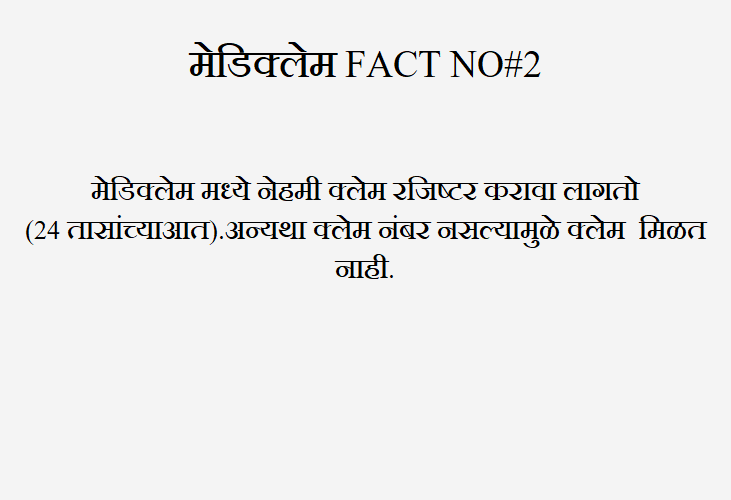 मेडिक्लेम FACT NO#2
मेडिक्लेम मध्ये नेहमी क्लेम रजिष्टर करावा लागतो
(24 तासांच्याआत).अन्यथा क्लेम नंबर नसल्यामुळे क्लेम  मिळत
नाही.